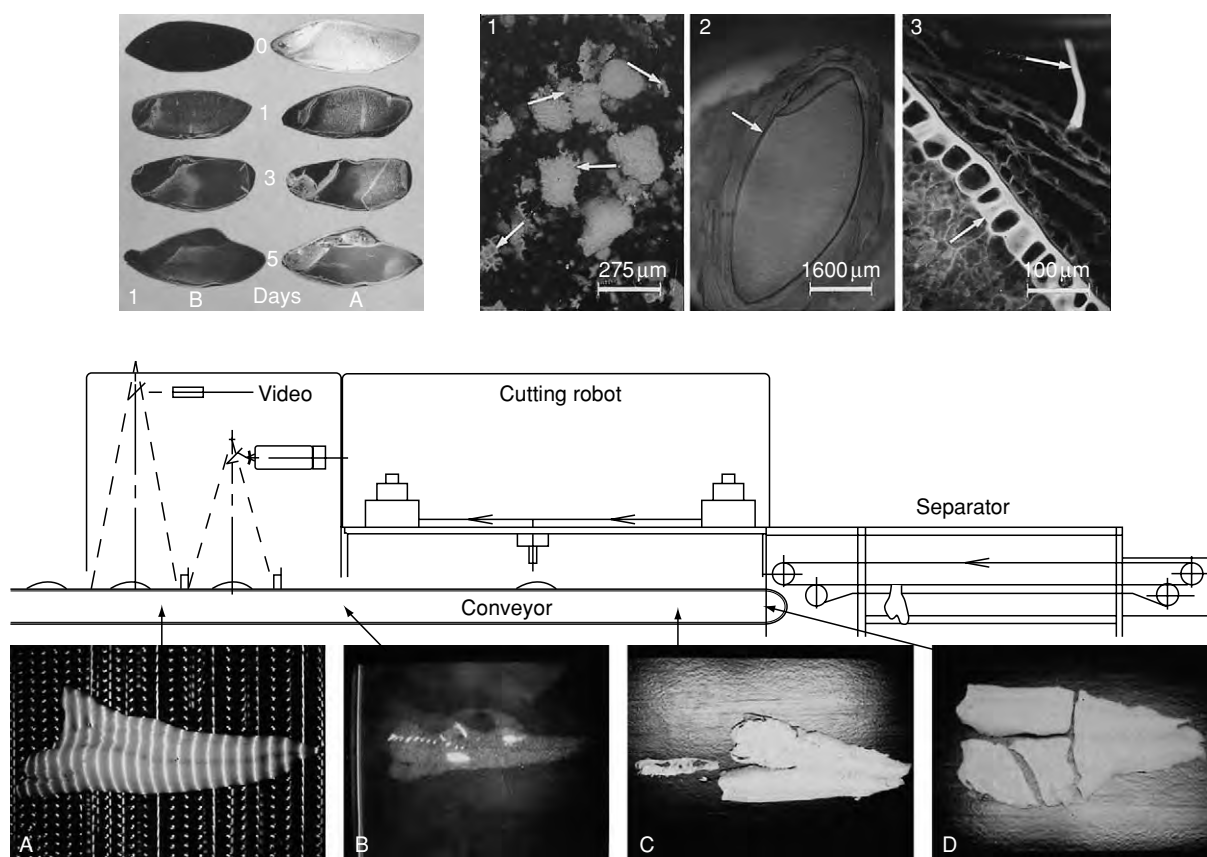 0
1
3
5
1 B Days A
1
275 μm
2
1600 μm
3
100 μm
Video
Cutting robot
Separator
Conveyor
A
B
C
D